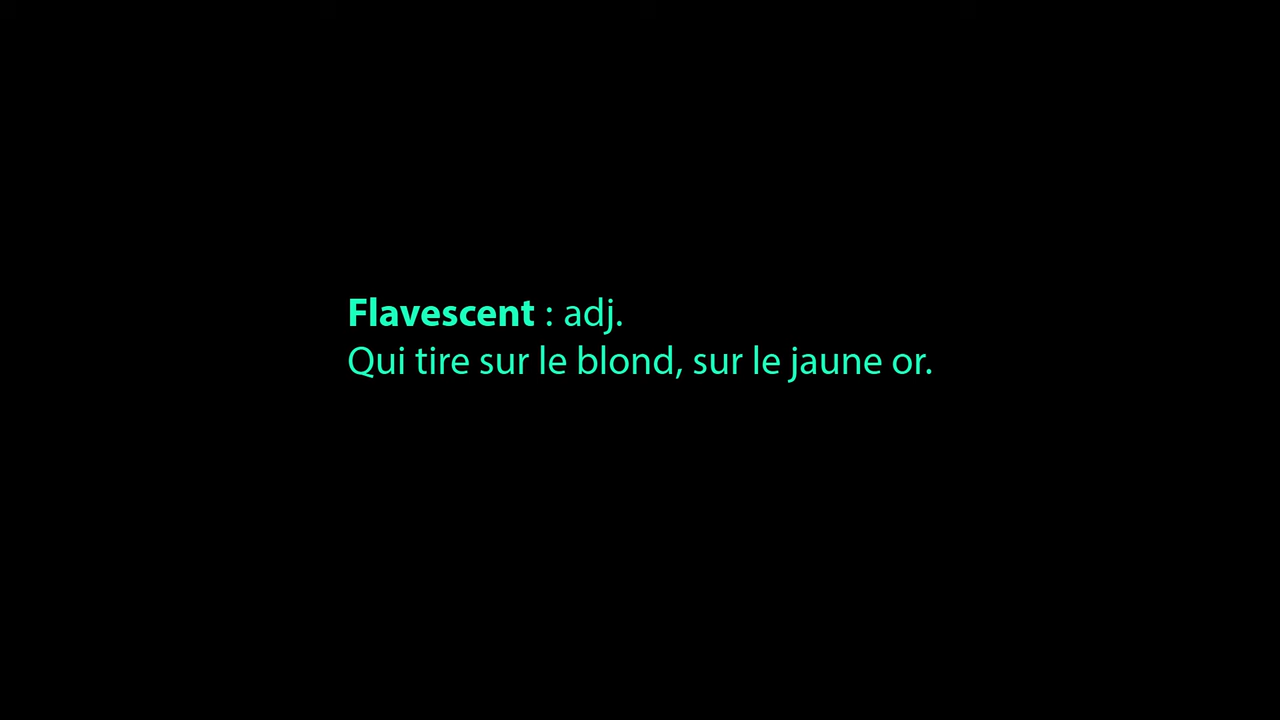 Flavescent : adj.
Qui tire sur le blond, sur le jaune or.